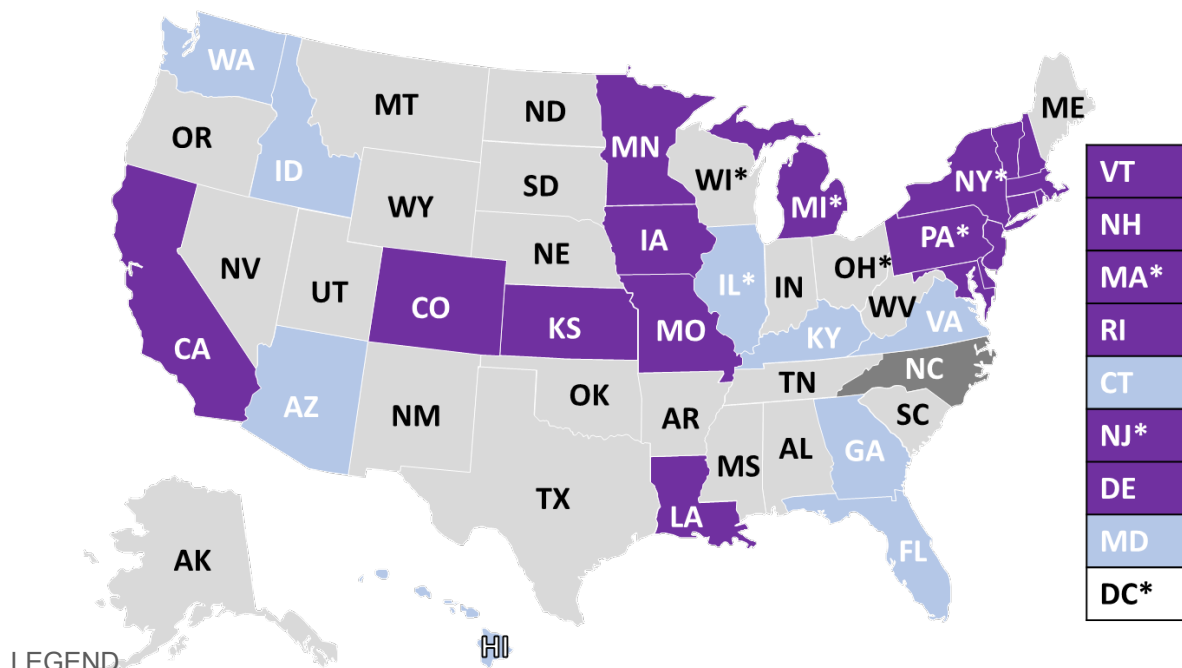 WA
MT
ND
ME
OR
MN
ID
SD
WI*
NY*
VT
WY
MI*
NH
IA
PA*
NE
MA*
NV
OH*
UT
IL*
IN
RI
CO
WV
KS
MO
VA
CA
KY
CT
NC
TN
OK
AZ
NM
AR
SC
NJ*
MS
AL
GA
DE
TX
LA
MD
FL
AK
DC*
HI
LEGEND